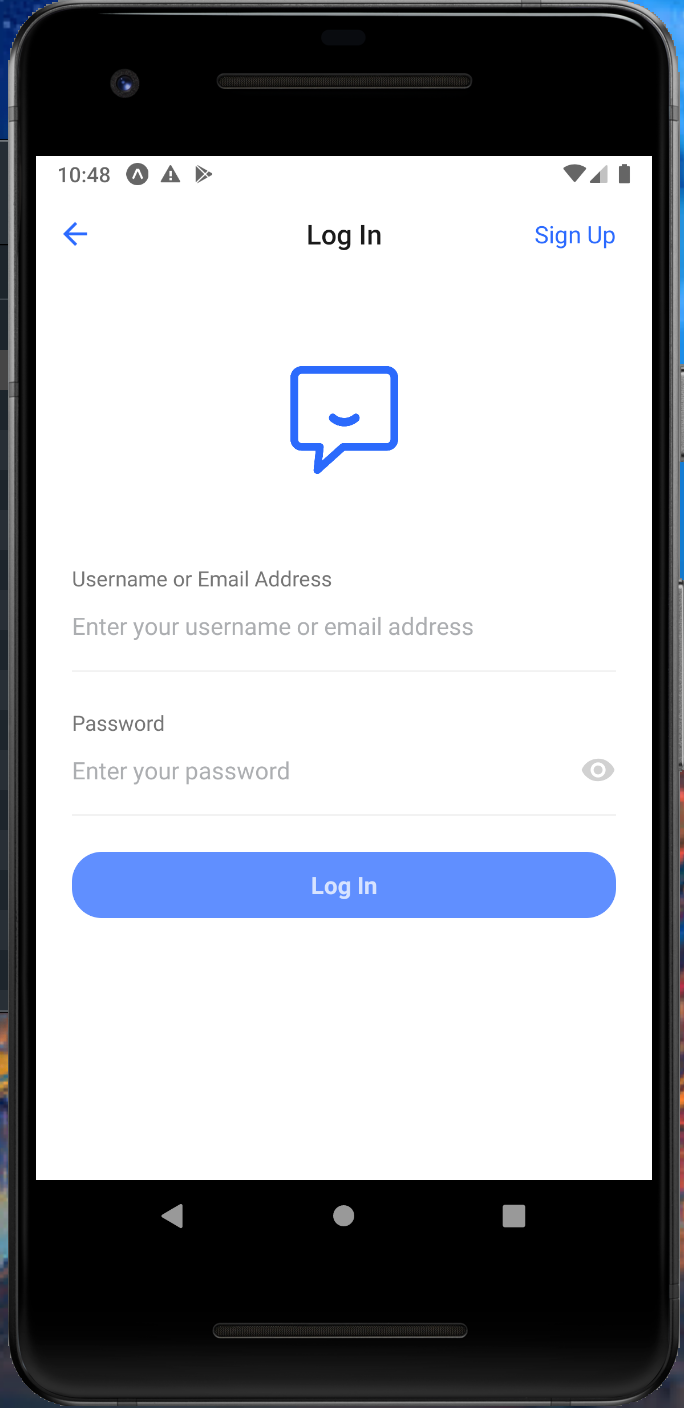 10:48
Log In
Sign Up
Username or Email Address
Enter your username or email address
Password
Enter your password
Log In